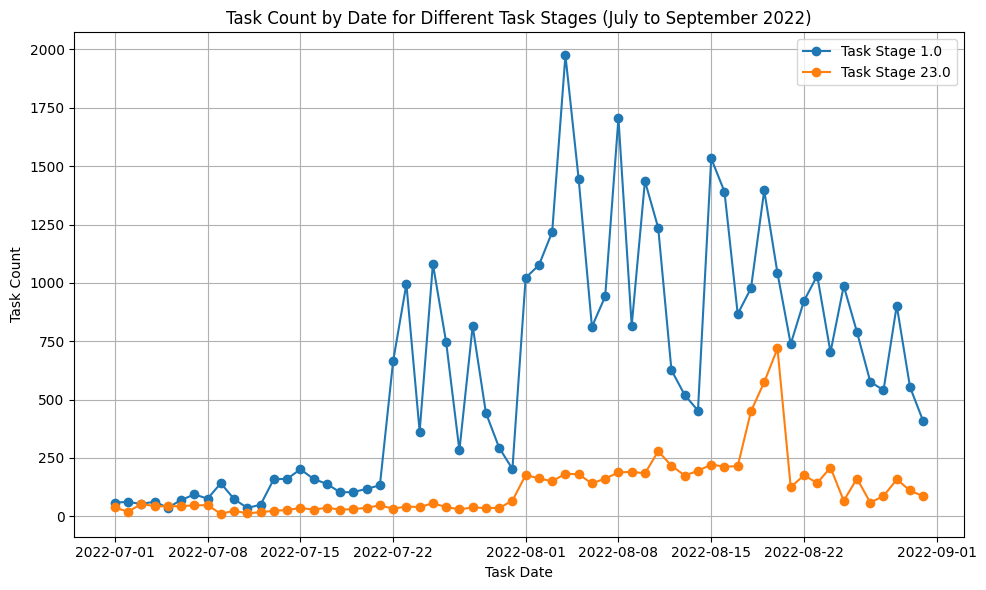 Task Count by Date for Different Task Stages (July to September 2022)
Task Stage 1.0
Task Stage 23.0
2000
1750
1500
1250
1000
750
500
250
0
Task Count
2022-07-01 2022-07-08 2022-07-15 2022-07-22 2022-08-01 2022-08-08 2022-08-15 2022-08-22 2022-09-01
Task Date